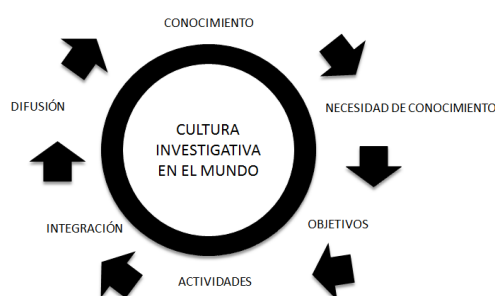 CONOCIMIENTO
NECESIDAD DE CONOCIMIENTO
OBJETIVOS
ACTIVIDADES
INTEGRACIÓN
DIFUSIÓN
CULTURA
INVESTIGATIVA
EN EL MUNDO